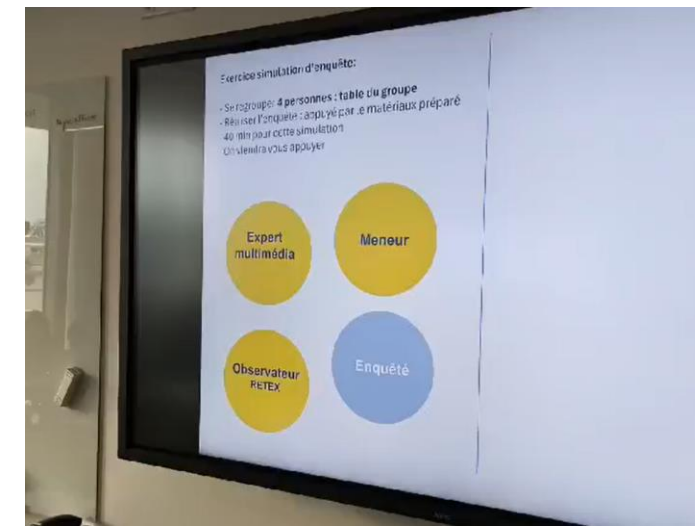 Exercice simulation d'enquête:
- Se regrouper 4 personnes : table du groupe
- Réaliser l'enquête : appuyé par le matériaux préparé
- 40 min pour cette simulation
- On viendra vous appuyer
Expert
multimédia
Meneur
Observateur
RETEX
Enquêté